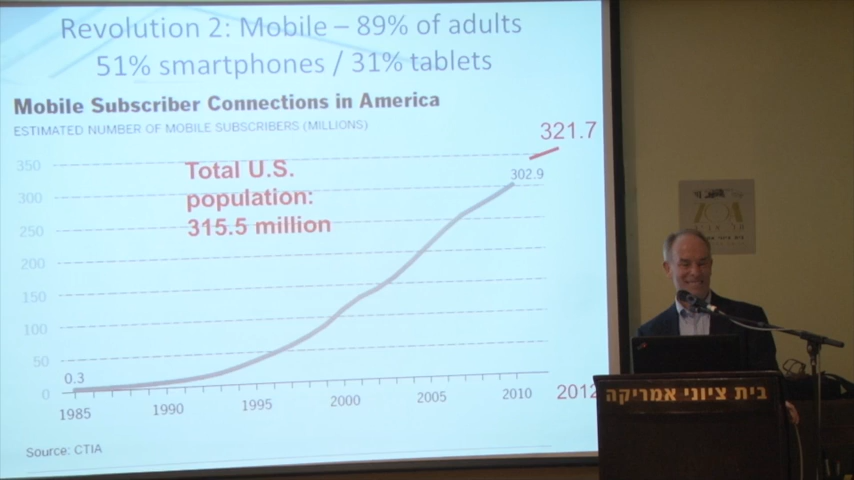 Revolution 2: Mobile – 89% of adults
51% smartphones / 31% tablets
Mobile Subscriber Connections in America
ESTIMATED NUMBER OF MOBILE SUBSCRIBERS (MILLIONS)
321.7
350
Total U.S.
population:
315.5 million
302.9
300
250
200
150
100
50
0.3
0
1985
1990
1995
2000
2005
2010
2012
Source: CTIA
בית ציוני אמריקה